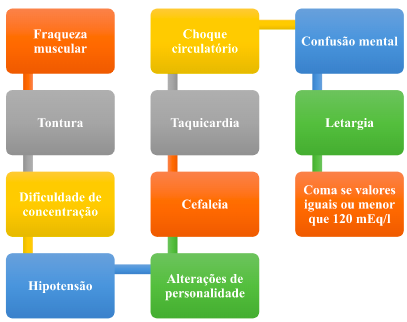 Fraqueza
muscular
Tontura
Dificuldade de
concentração
Hipotensão
Alterações de
personalidade
Cefaleia
Taquicardia
Choque
circulatório
Confusão mental
Letargia
Coma se valores
iguais ou menor
que 120 mEq/l